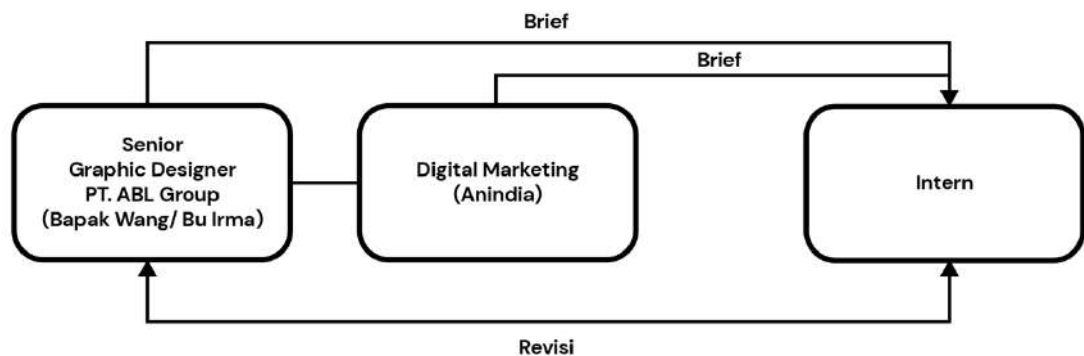 Brief
Brief
Senior
Graphic Designer
PT. ABL Group
(Bapak Wang/ Bu Irma)
Digital Marketing
(Anindia)
Intern
Revisi